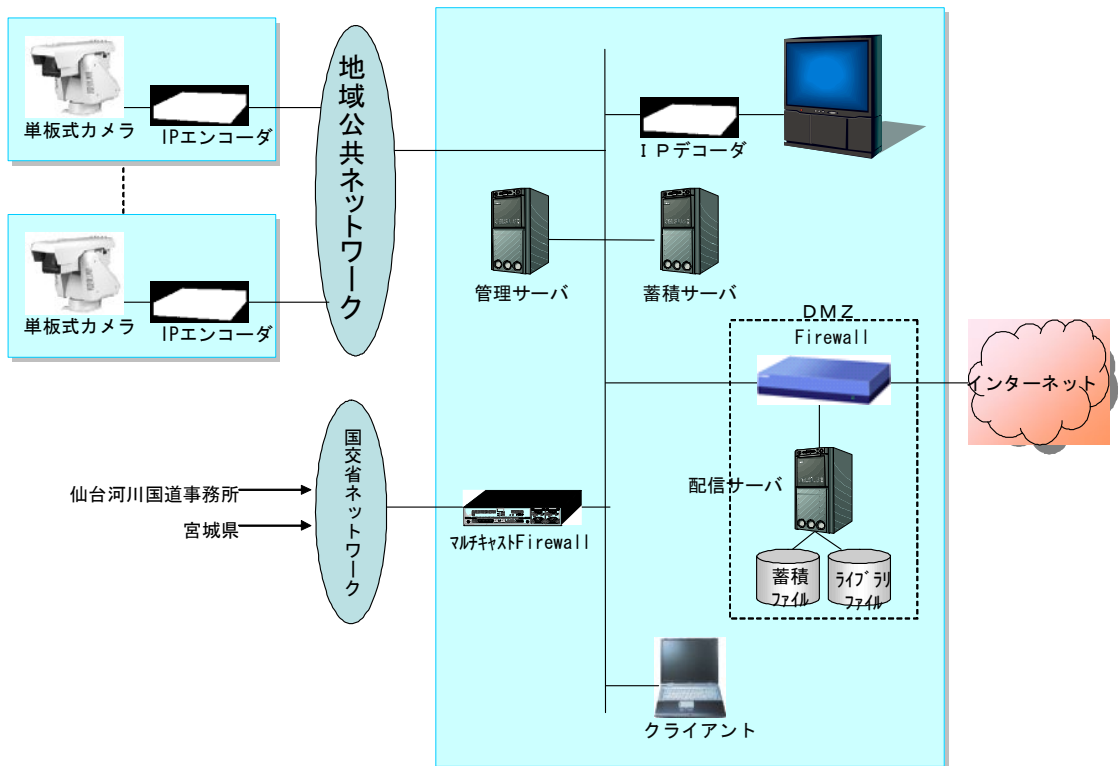 単板式カメラ
IPエンコーダ
単板式カメラ
IPエンコーダ
地域公共ネットワーク
IPデコーダ
管理サーバ
蓄積サーバ
DMZ
Firewall
インターネット
配信サーバ
蓄積
ファイル
ライブラリ
ファイル
仙台河川国道事務所
宮城県
国交省ネットワーク
マルチキャストFirewall
クライアント